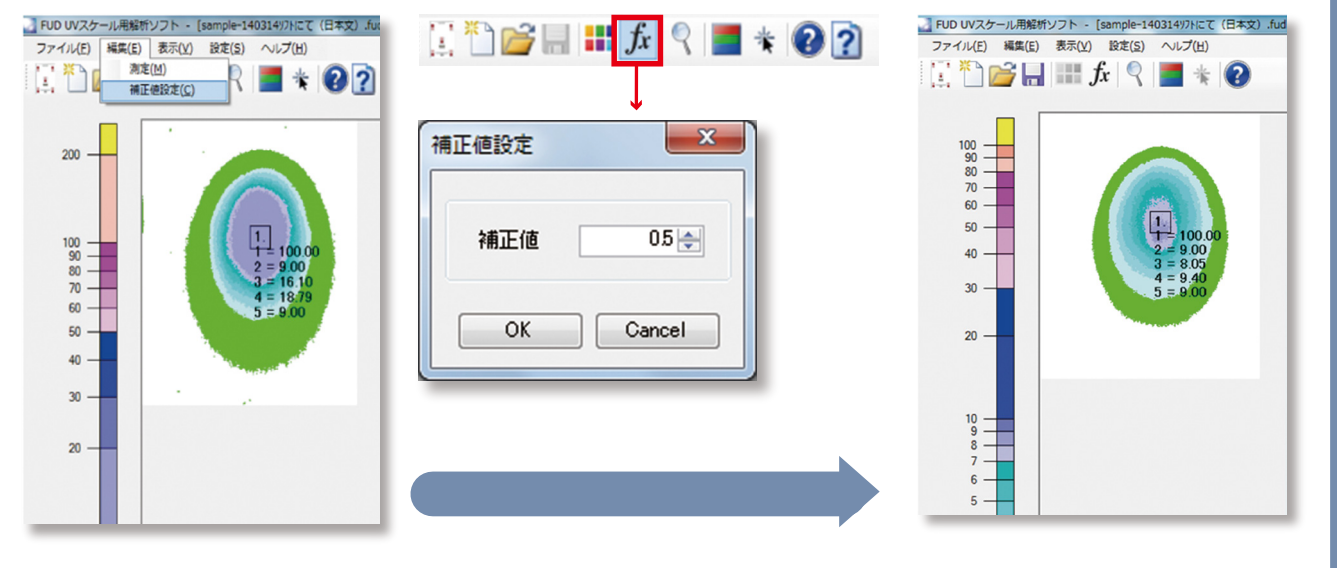 FUD UVスケール用解析ソフト - [sample-140314ｿﾌﾄにて（日本文）.fud
ファイル(F) 編集(E) 表示(V) 設定(S) ヘルプ(H)
測定(M)
補正値設定(C)
200
100
90
80
70
60
50
40
30
20
1.
1 = 100.00
2 = 9.00
3 = 16.10
4 = 18.79
5 = 9.00
fx
補正値設定
補正値 0.5
OK Cancel
FUD UVスケール用解析ソフト - [sample-140314ｿﾌﾄにて（日本文）.fud
ファイル(F) 編集(E) 表示(V) 設定(S) ヘルプ(H)
fx
100
90
80
70
60
50
40
30
20
10
9
8
7
6
5
1.
1 = 100.00
2 = 9.00
3 = 8.05
4 = 9.40
5 = 9.00